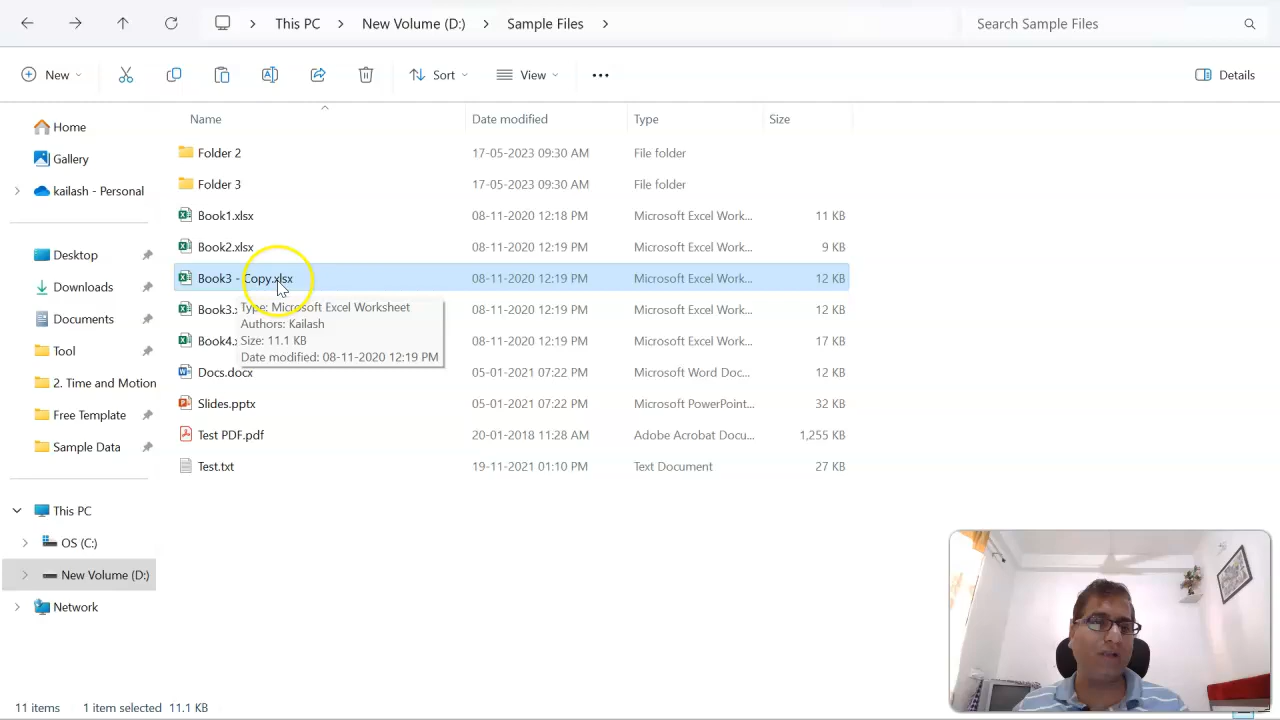 This PC > New Volume (D:) > Sample Files >
Search Sample Files
New
Sort
View
Details
Name Date modified Type Size
Home
Gallery
kailash - Personal
Desktop
Downloads
Documents
Tool
2. Time and Motion
Free Template
Sample Data
This PC
OS (C:)
New Volume (D:)
Network
Folder 2 17-05-2023 09:30 AM File folder
Folder 3 17-05-2023 09:30 AM File folder
Book1.xlsx 08-11-2020 12:18 PM Microsoft Excel Work... 11 KB
Book2.xlsx 08-11-2020 12:19 PM Microsoft Excel Work... 9 KB
Book3 - Copy.xlsx 08-11-2020 12:19 PM Microsoft Excel Work... 12 KB
Book3. 08-11-2020 12:19 PM Microsoft Excel Work... 12 KB
Book4. 08-11-2020 12:19 PM Microsoft Excel Work... 17 KB
Docs.docx 05-01-2021 07:22 PM Microsoft Word Doc... 12 KB
Slides.pptx 05-01-2021 07:22 PM Microsoft PowerPoint... 32 KB
Test PDF.pdf 20-01-2018 11:28 AM Adobe Acrobat Docu... 1,255 KB
Test.txt 19-11-2021 01:10 PM Text Document 27 KB
Type: Microsoft Excel Worksheet
Authors: Kailash
Size: 11.1 KB
Date modified: 08-11-2020 12:19 PM
11 items 1 item selected 11.1 KB